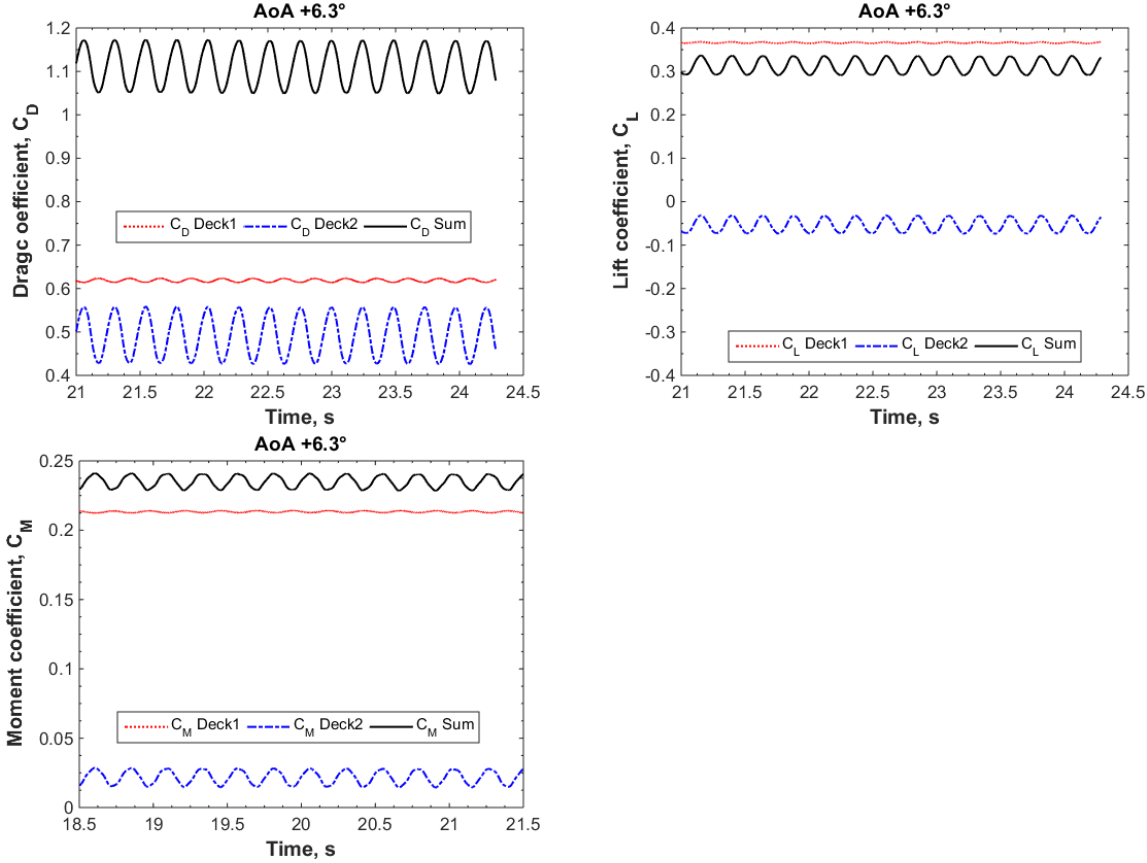 AoA +6.3°
Dragc oefficient, C_D
1.2
1.1
1
0.9
0.8
0.7
0.6
0.5
0.4
C_D Deck1 C_D Deck2 C_D Sum
21 21.5 22 22.5 23 23.5 24 24.5
Time, s
AoA +6.3°
Lift coefficient, C_L
0.4
0.3
0.2
0.1
0
-0.1
-0.2
-0.3
-0.4
C_L Deck1 C_L Deck2 C_L Sum
21 21.5 22 22.5 23 23.5 24 24.5
Time, s
AoA +6.3°
Moment coefficient, C_M
0.25
0.2
0.15
0.1
0.05
0
C_M Deck1 C_M Deck2 C_M Sum
18.5 19 19.5 20 20.5 21 21.5
Time, s